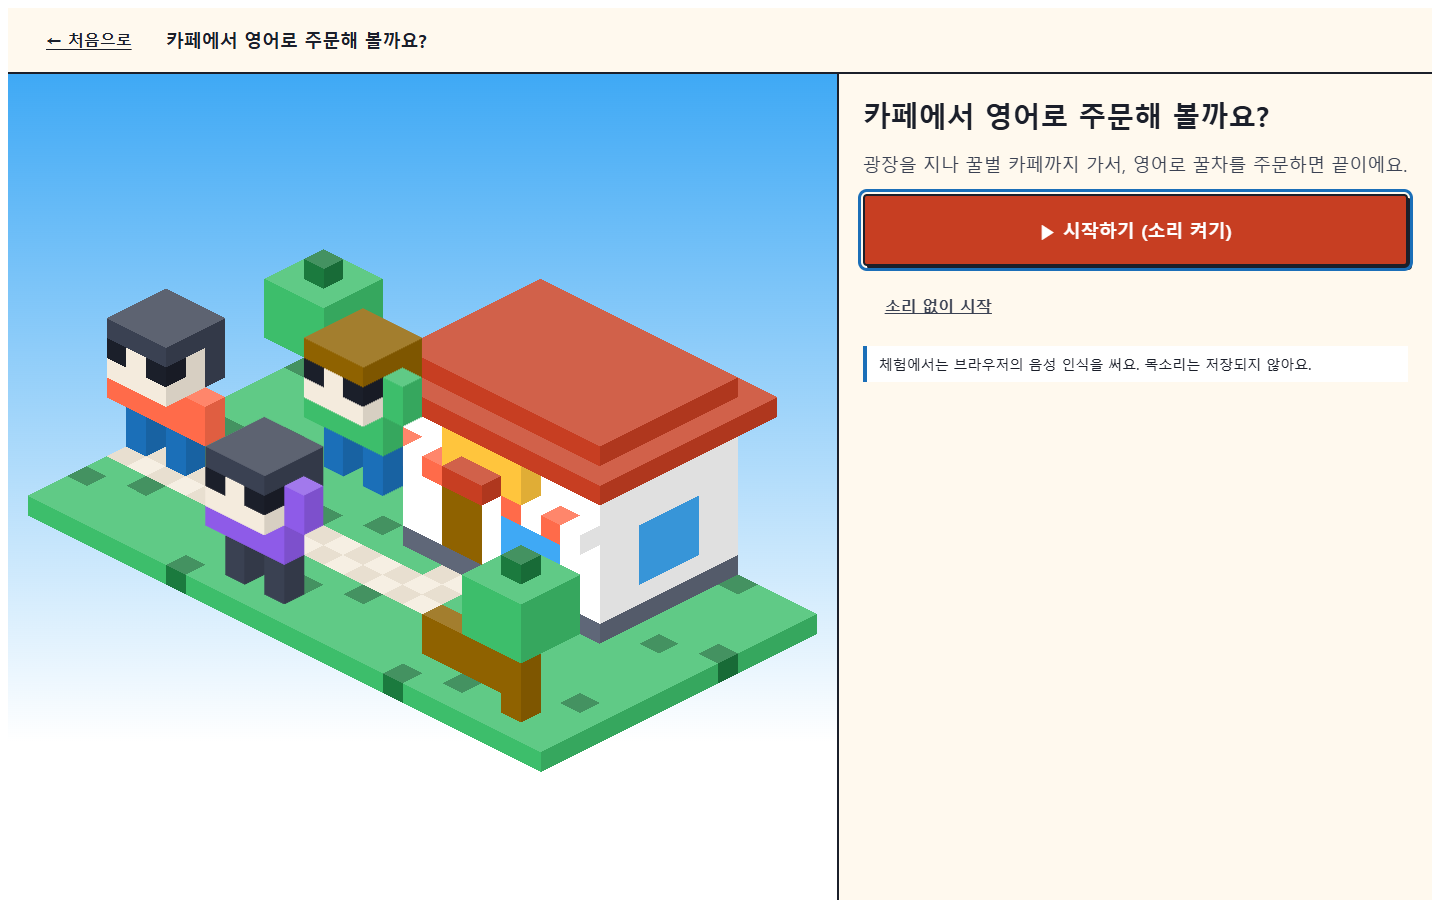 ← 처음으로 카페에서 영어로 주문해 볼까요?
카페에서 영어로 주문해 볼까요?
광장을 지나 꿀벌 카페까지 가서, 영어로 꿀차를 주문하면 끝이에요.
▶ 시작하기 (소리 켜기)
소리 없이 시작
체험에서는 브라우저의 음성 인식을 써요. 목소리는 저장되지 않아요.